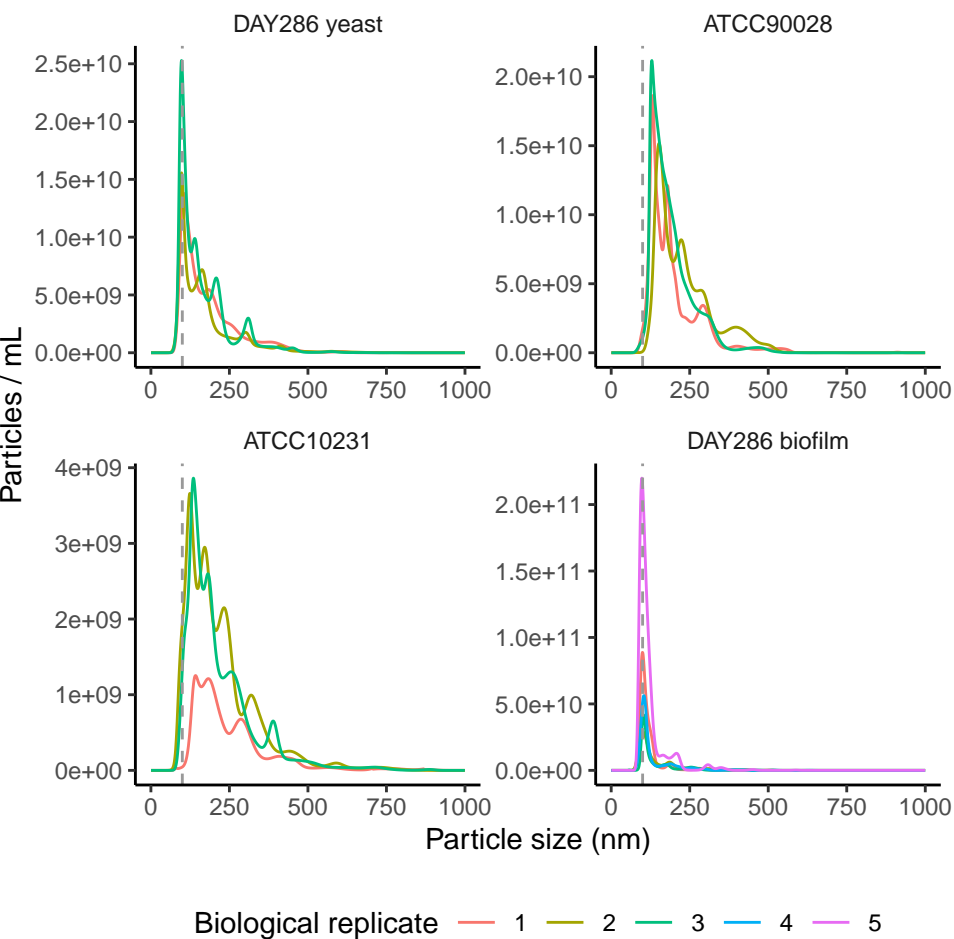 DAY286 yeast
ATCC90028
2.5e+10
2.0e+10
1.5e+10
1.0e+10
5.0e+09
0.0e+00
0 250 500 750 1000
2.0e+10
1.5e+10
1.0e+10
5.0e+09
0.0e+00
0 250 500 750 1000
Particles / mL
ATCC10231
DAY286 biofilm
4e+09
3e+09
2e+09
1e+09
0e+00
0 250 500 750 1000
2.0e+11
1.5e+11
1.0e+11
5.0e+10
0.0e+00
0 250 500 750 1000
Particle size (nm)
Biological replicate 1 2 3 4 5